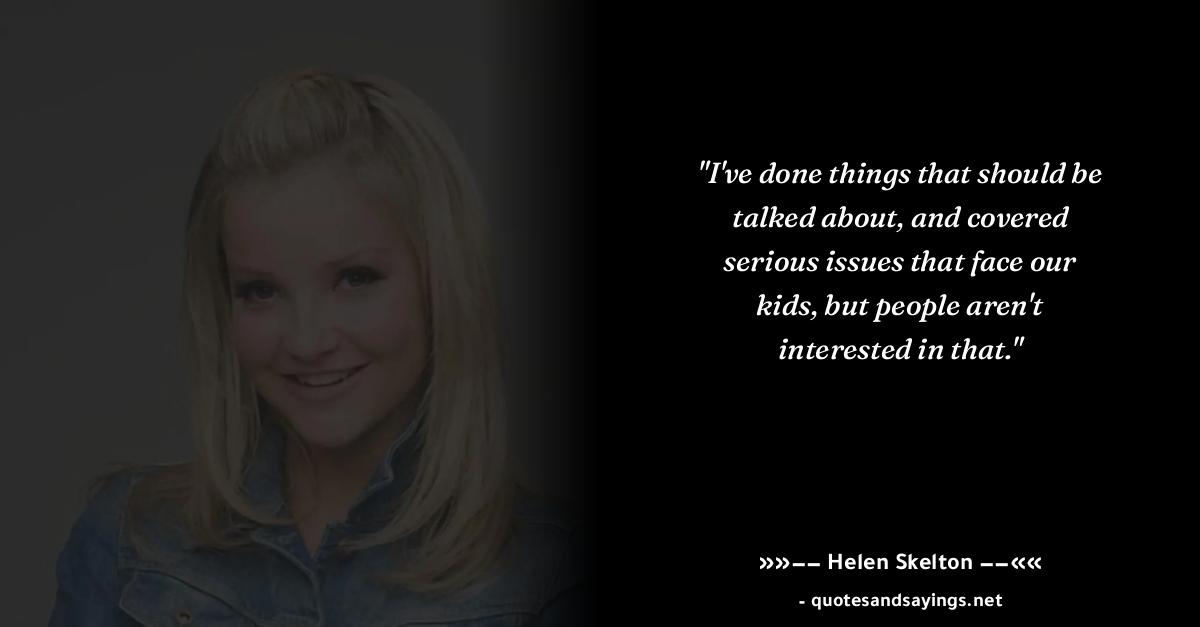 "I've done things that should be
talked about, and covered
serious issues that face our
kids, but people aren't
interested in that."
»»–– Helen Skelton ––««
- quotesandsayings.net